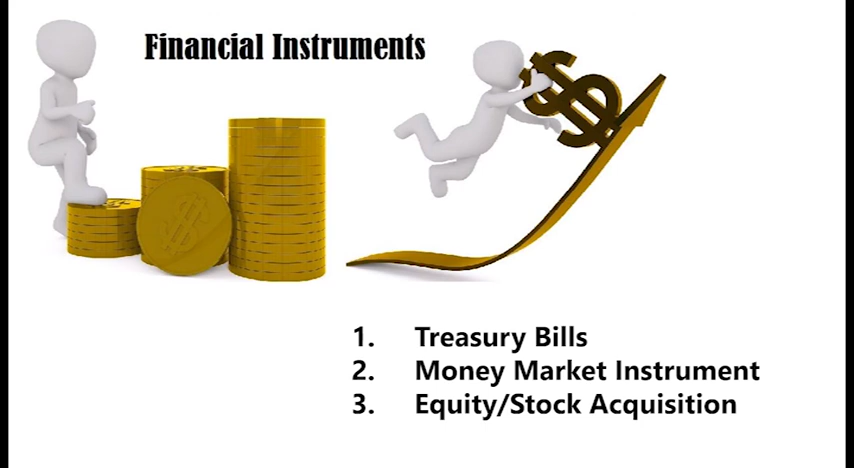 Financial Instruments
1. Treasury Bills
2. Money Market Instrument
3. Equity/Stock Acquisition